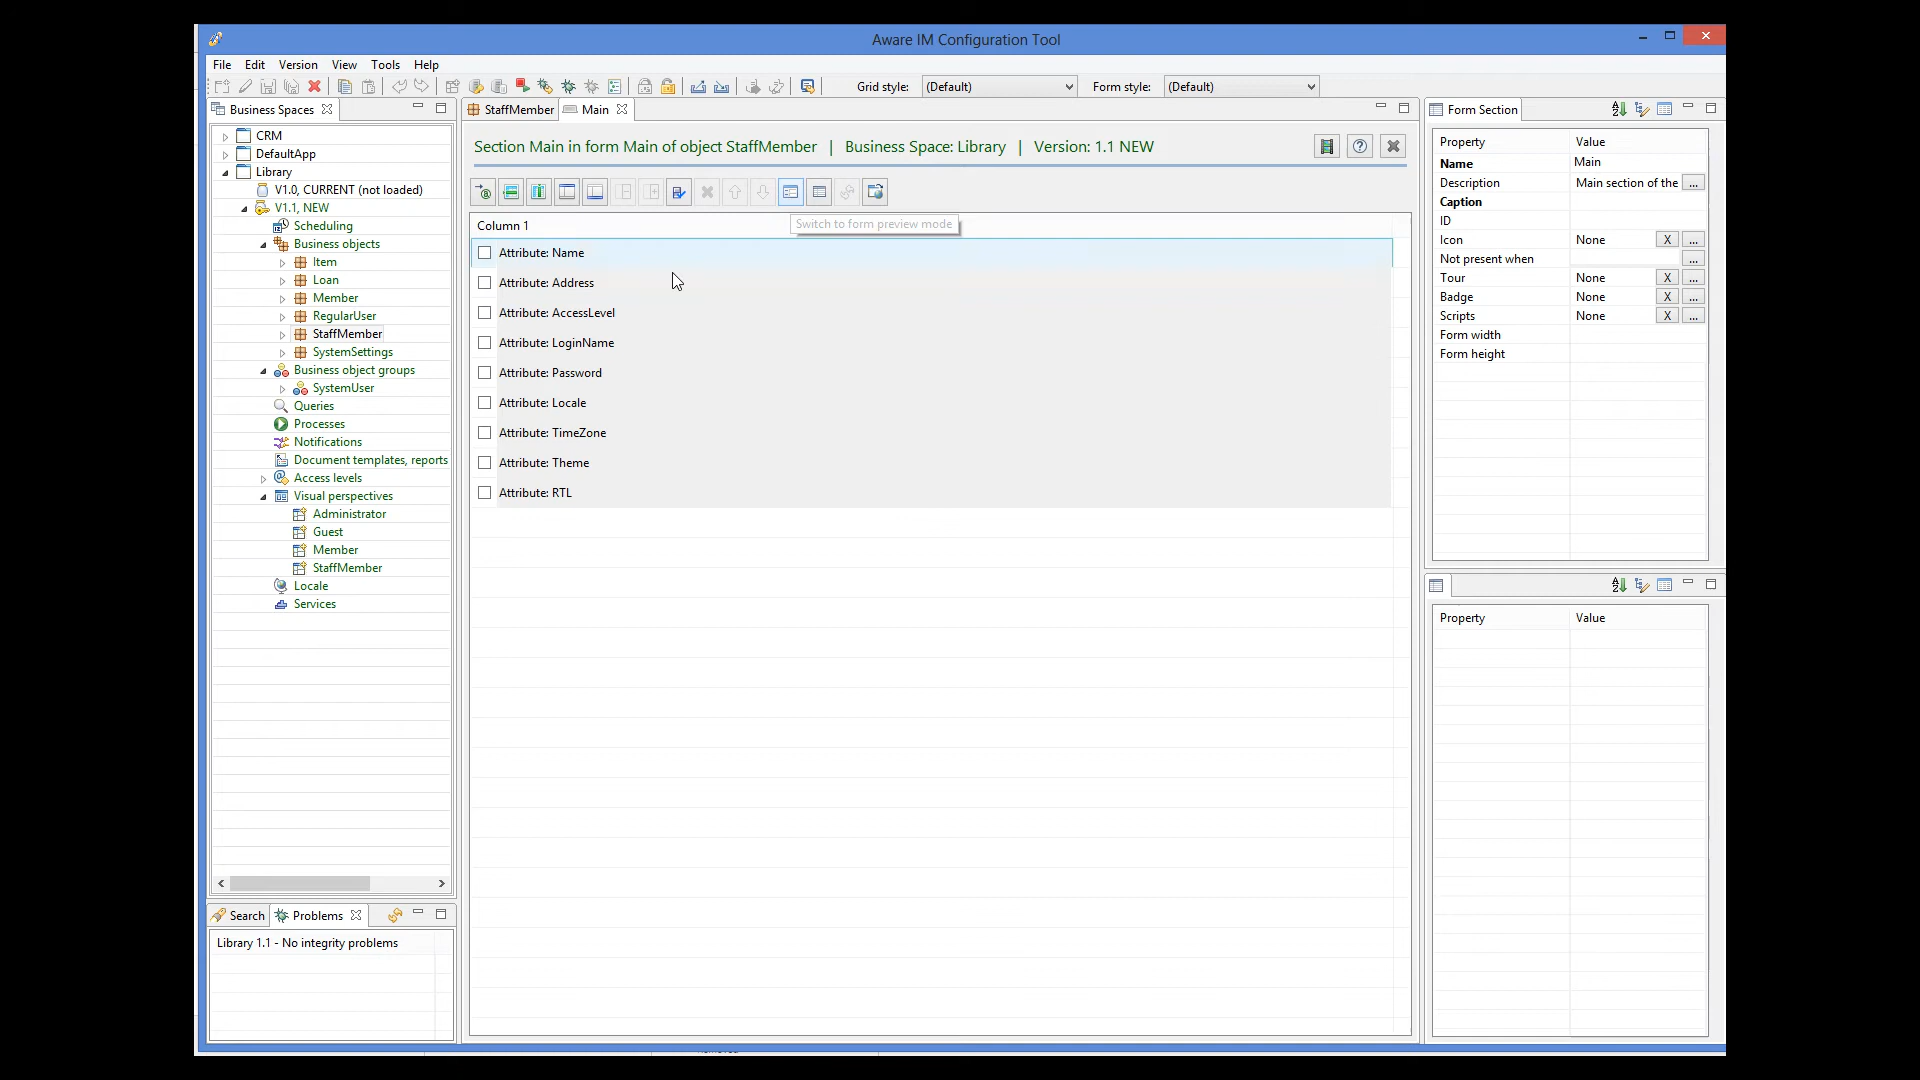 Aware IM Configuration Tool
File Edit Version View Tools Help
Grid style: (Default) Form style: (Default)
Business Spaces
CRM
DefaultApp
Library
V1.0, CURRENT (not loaded)
V1.1, NEW
Scheduling
Business objects
Item
Loan
Member
RegularUser
StaffMember
SystemSettings
Business object groups
SystemUser
Queries
Processes
Notifications
Document templates, reports
Access levels
Visual perspectives
Administrator
Guest
Member
StaffMember
Locale
Services
Search Problems
Library 1.1 - No integrity problems
StaffMember Main
Section Main in form Main of object StaffMember | Business Space: Library | Version: 1.1 NEW
Column 1
Switch to form preview mode
Attribute: Name
Attribute: Address
Attribute: AccessLevel
Attribute: LoginName
Attribute: Password
Attribute: Locale
Attribute: TimeZone
Attribute: Theme
Attribute: RTL
Form Section
Property Value
Name Main
Description Main section of the ...
Caption
ID
Icon None X ...
Not present when ...
Tour None X ...
Badge None X ...
Scripts None X ...
Form width
Form height
Property Value